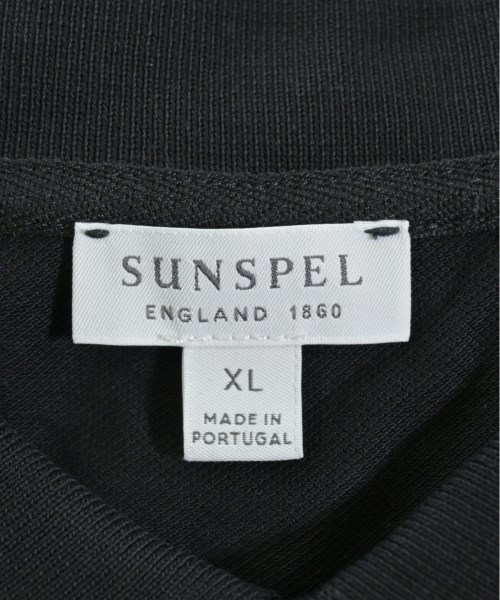 SUNSPEL
ENGLAND 1860
XL
MADE IN
PORTUGAL